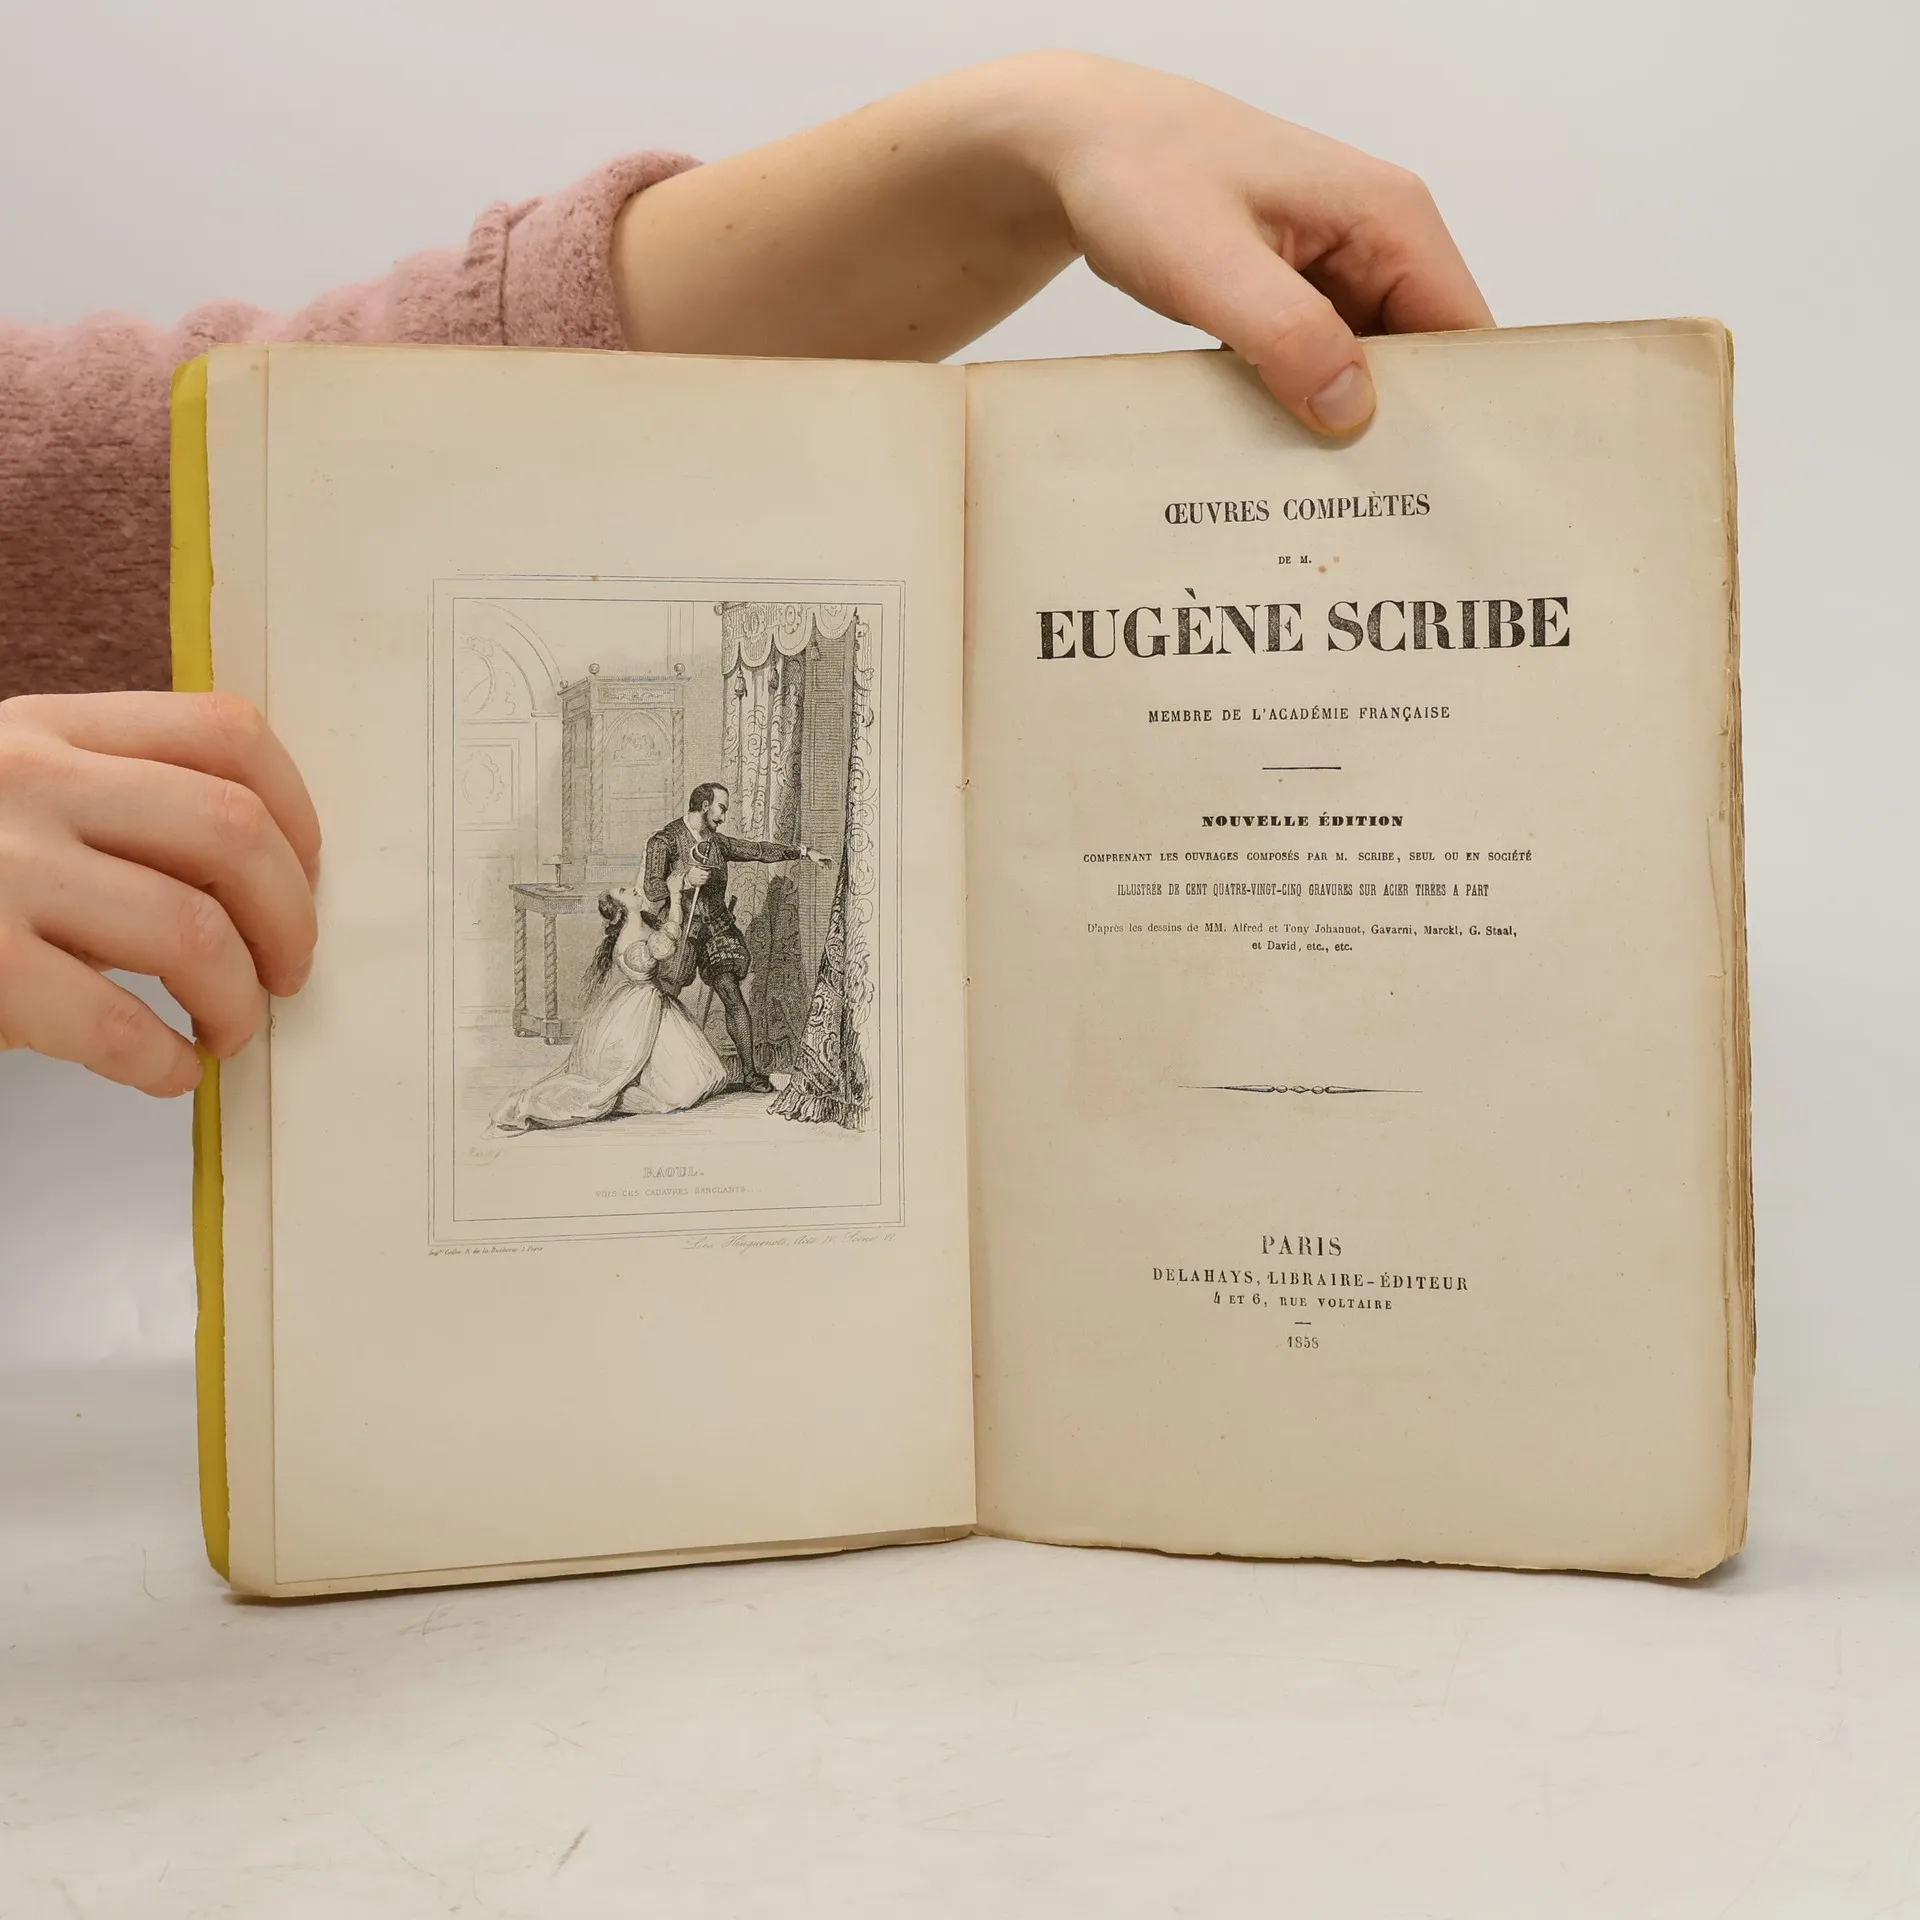 RAOUL.
VOIS CES CADAVRES SANGLANTS...
Les Huguenots, Acte IV. Scène VI.
ŒUVRES COMPLÈTES
DE M.
EUGÈNE SCRIBE
MEMBRE DE L'ACADÉMIE FRANÇAISE
NOUVELLE ÉDITION
COMPRENANT LES OUVRAGES COMPOSÉS PAR M. SCRIBE, SEUL OU EN SOCIÉTÉ
ILLUSTRÉE DE CENT QUATRE-VINGT-CINQ GRAVURES SUR ACIER TIRÉES A PART
D'après les dessins de MM. Alfred et Tony Johannot, Gavarni, Marckl, G. Staal,
et David, etc., etc.
PARIS
DELAHAYS, LIBRAIRE-ÉDITEUR
4 ET 6, RUE VOLTAIRE
1858